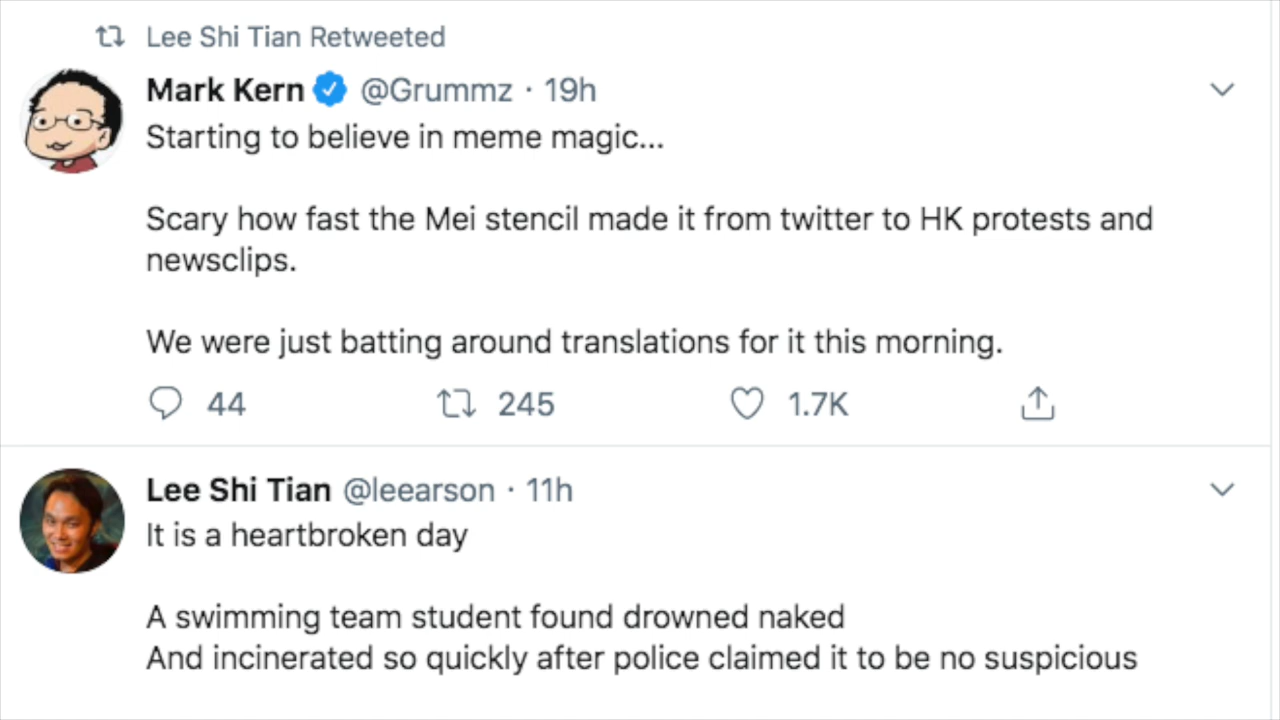 Lee Shi Tian Retweeted
Mark Kern @Grummz · 19h
Starting to believe in meme magic...
Scary how fast the Mei stencil made it from twitter to HK protests and
newsclips.
We were just batting around translations for it this morning.
44 245 1.7K
Lee Shi Tian @leearson · 11h
It is a heartbroken day
A swimming team student found drowned naked
And incinerated so quickly after police claimed it to be no suspicious